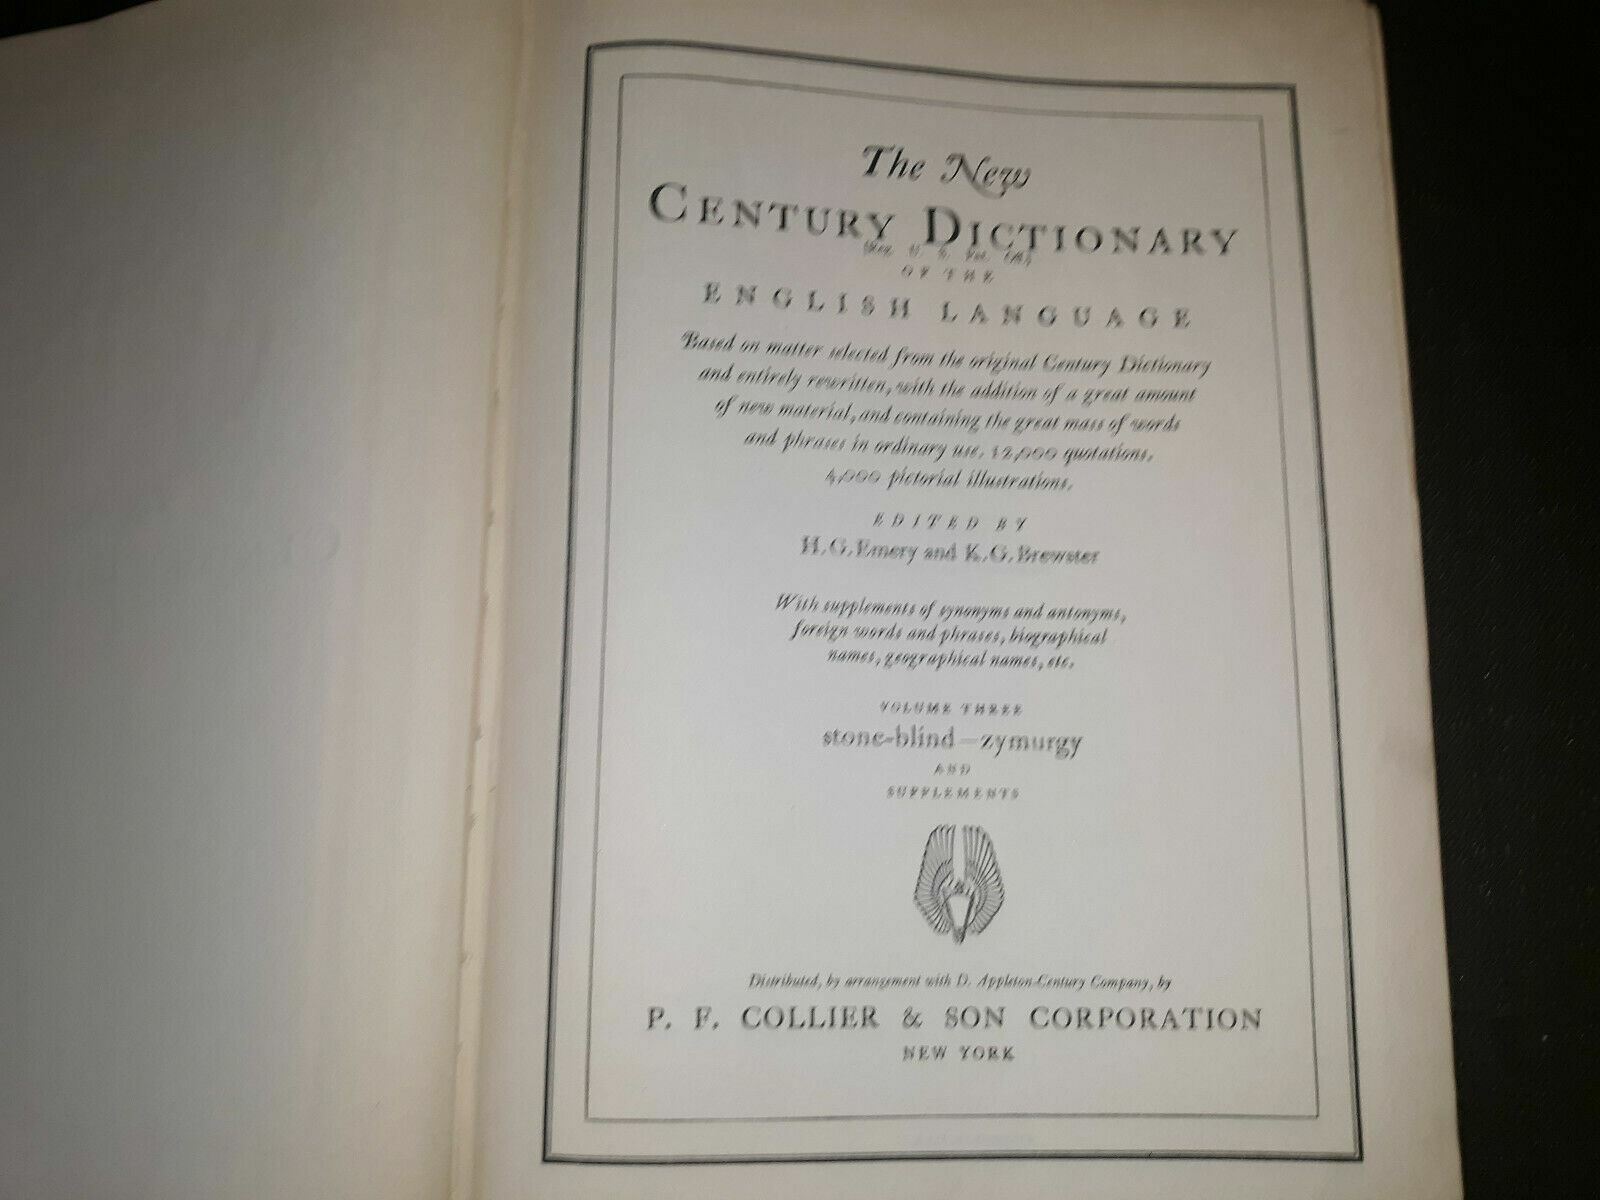 The New
CENTURY DICTIONARY
(Reg. U. S. Pat. Off.)
OF THE
ENGLISH LANGUAGE
Based on matter selected from the original Century Dictionary
and entirely rewritten, with the addition of a great amount
of new material, and containing the great mass of words
and phrases in ordinary use. 12,000 quotations.
4,000 pictorial illustrations.
EDITED BY
H.G.Emery and K.G.Brewster
With supplements of synonyms and antonyms,
foreign words and phrases, biographical
names, geographical names, etc.
VOLUME THREE
stone-blind—zymurgy
AND
SUPPLEMENTS
Distributed, by arrangement with D. Appleton-Century Company, by
P. F. COLLIER & SON CORPORATION
NEW YORK